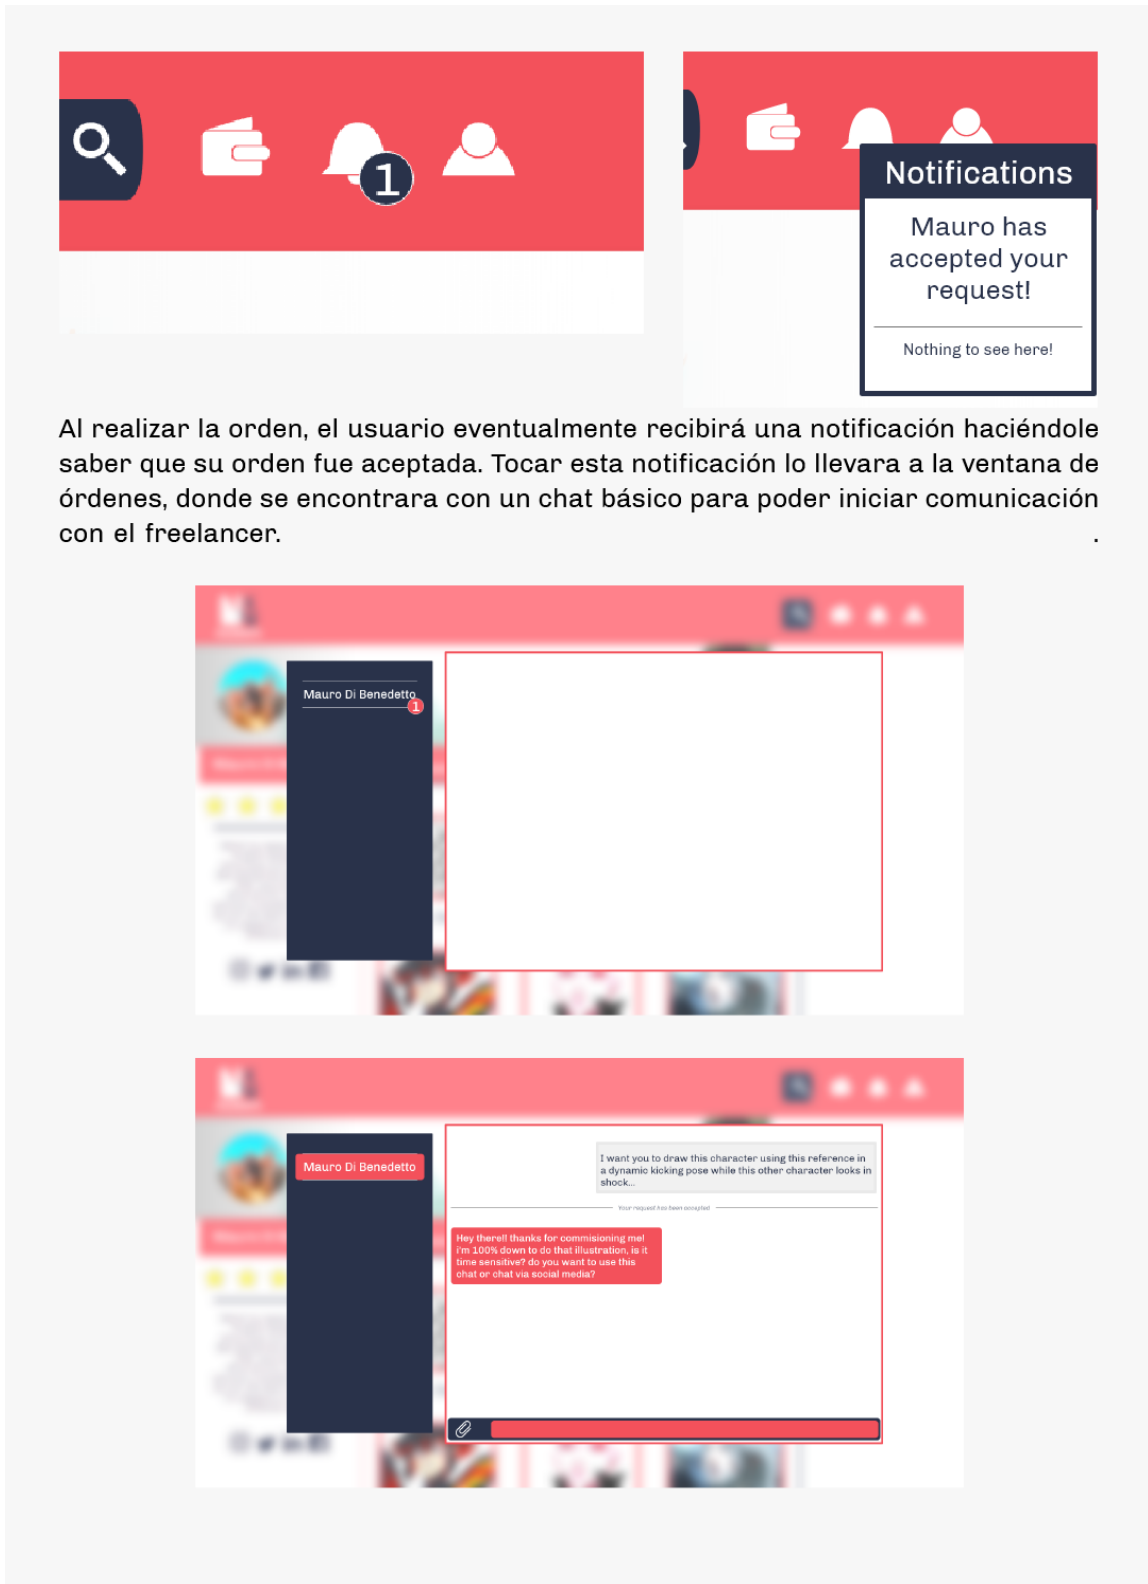 1
Notifications
Mauro has
accepted your
request!
Nothing to see here!
Al realizar la orden, el usuario eventualmente recibirá una notificación haciéndole
saber que su orden fue aceptada. Tocar esta notificación lo llevara a la ventana de
órdenes, donde se encontrara con un chat básico para poder iniciar comunicación
con el freelancer. .
Mauro Di Benedetto
1
Mauro Di Benedetto
I want you to draw this character using this reference in
a dynamic kicking pose while this other character looks in
shock...
Your request has been accepted
Hey there!! thanks for commisioning me!
i'm 100% down to do that illustration, is it
time sensitive? do you want to use this
chat or chat via social media?